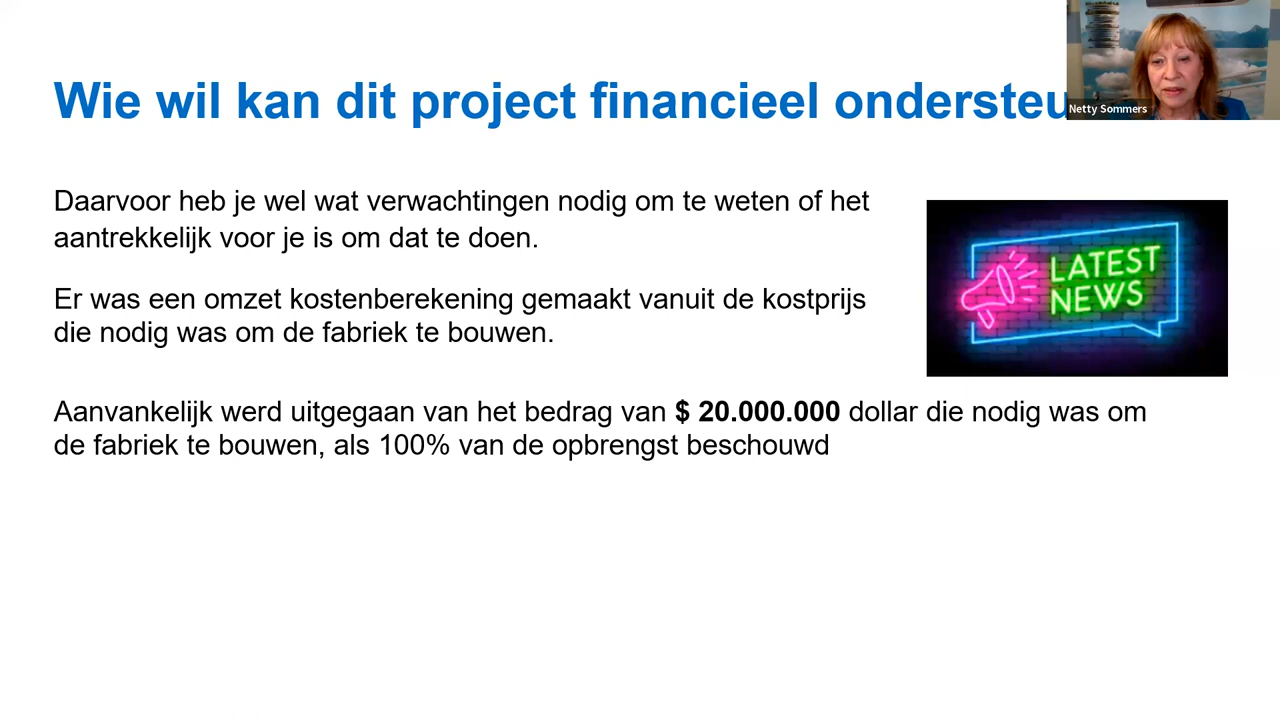 Wie wil kan dit project financieel ondersteu
Netty Sommers
Daarvoor heb je wel wat verwachtingen nodig om te weten of het
aantrekkelijk voor je is om dat te doen.
LATEST
NEWS
Er was een omzet kostenberekening gemaakt vanuit de kostprijs
die nodig was om de fabriek te bouwen.
Aanvankelijk werd uitgegaan van het bedrag van $ 20.000.000 dollar die nodig was om
de fabriek te bouwen, als 100% van de opbrengst beschouwd